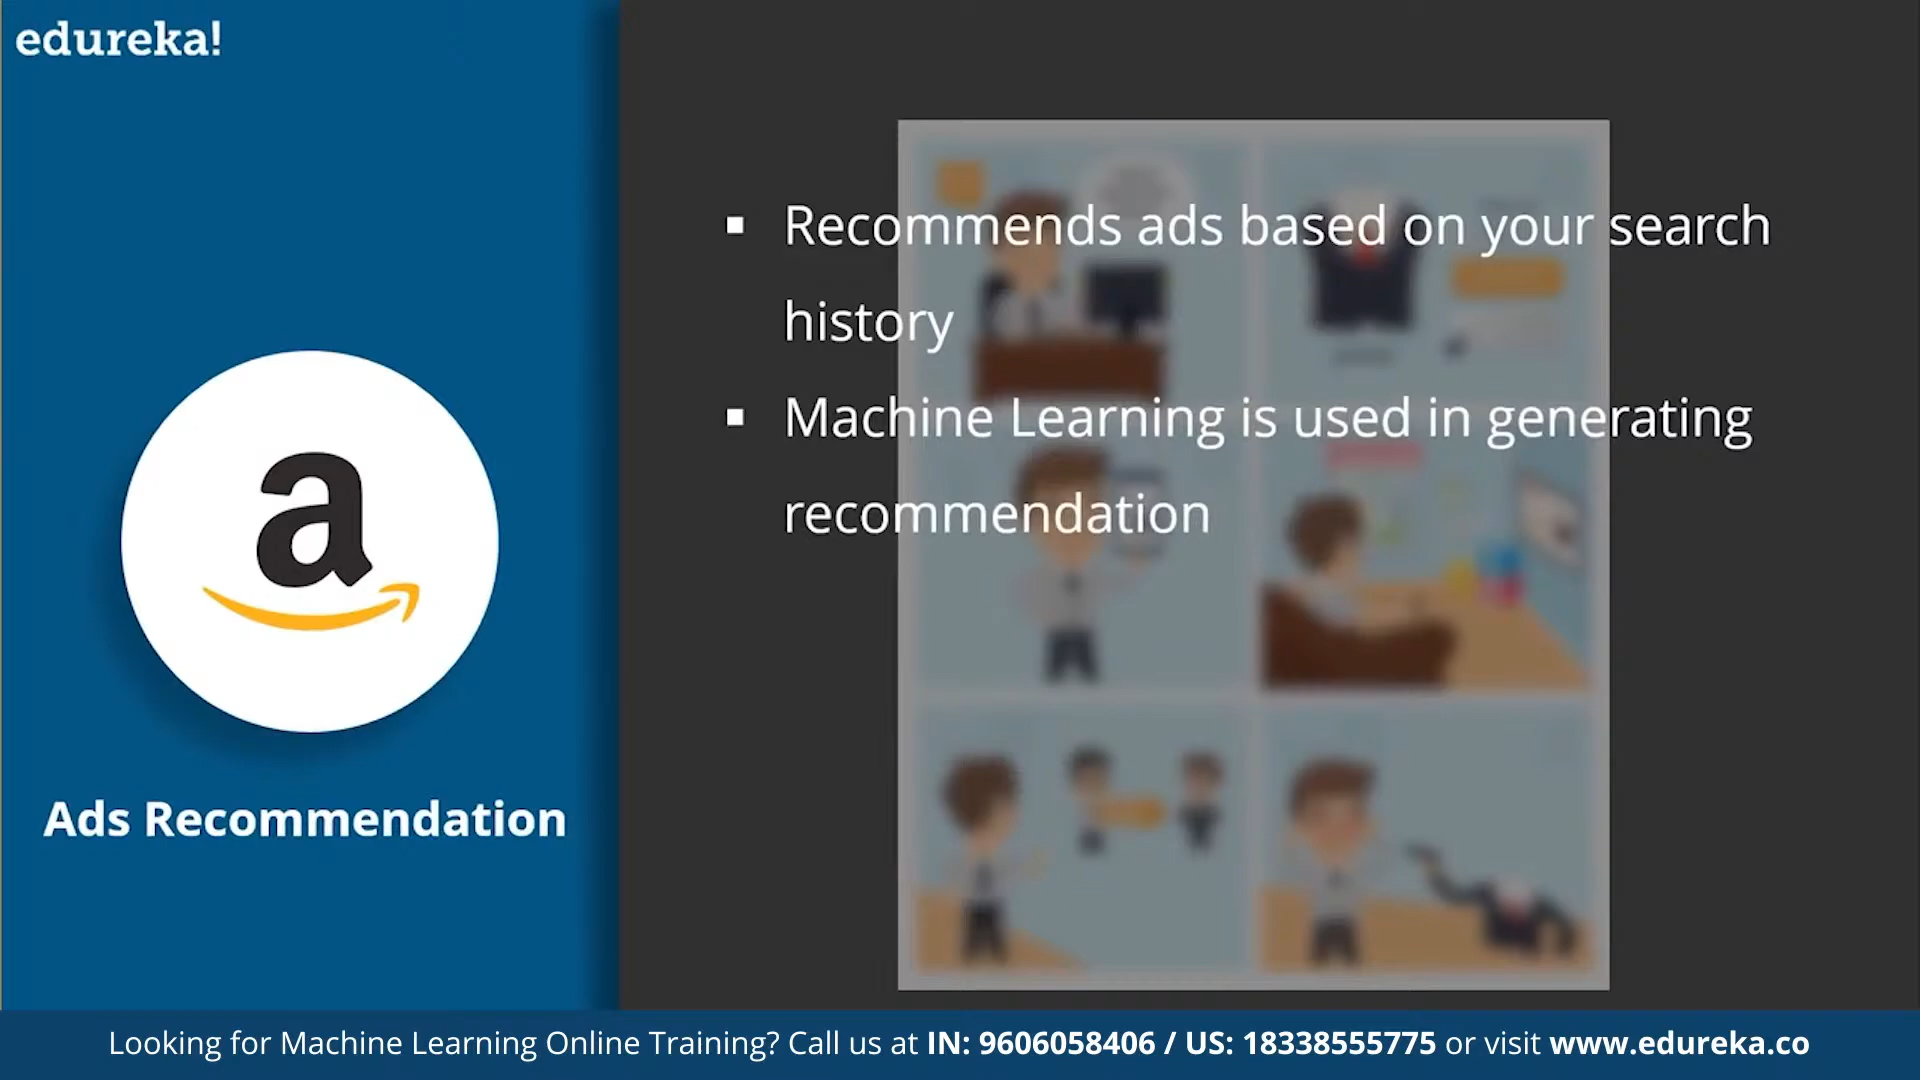 edureka!
▪ Recommends ads based on your search
history
▪ Machine Learning is used in generating
recommendation
a
Ads Recommendation
Looking for Machine Learning Online Training? Call us at IN: 9606058406 / US: 18338555775 or visit www.edureka.co